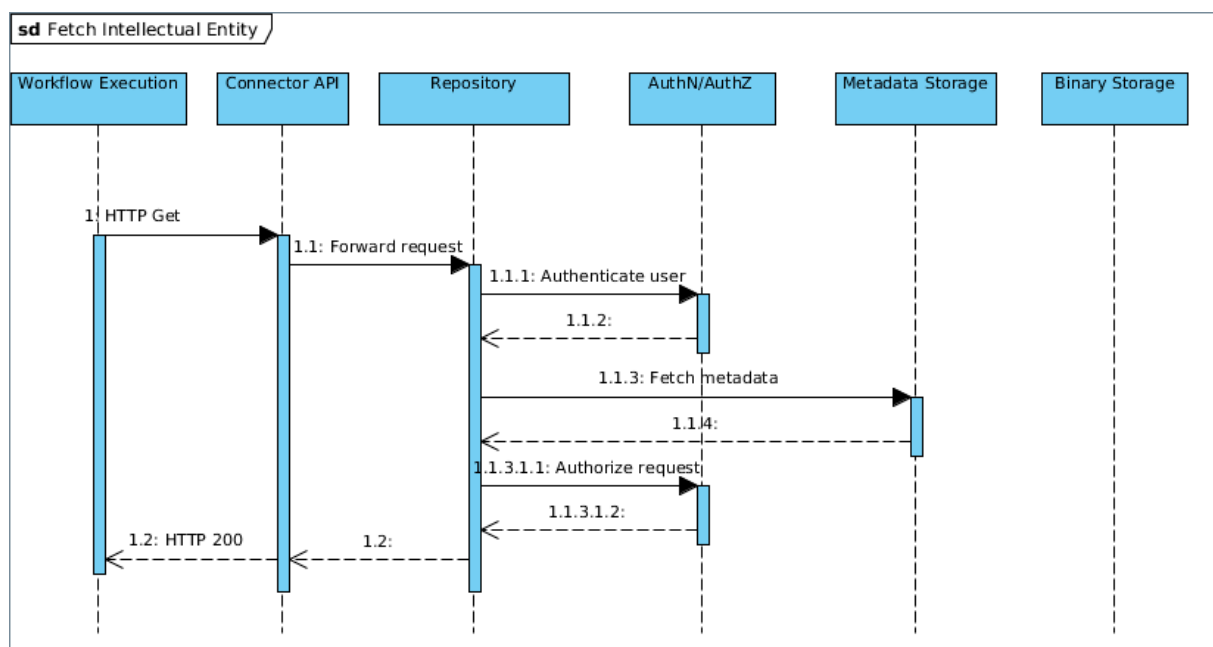 sd Fetch Intellectual Entity
Workflow Execution
Connector API
Repository
AuthN/AuthZ
Metadata Storage
Binary Storage
1: HTTP Get
1.1: Forward request
1.1.1: Authenticate user
1.1.2:
1.1.3: Fetch metadata
1.1.4:
1.1.3.1.1: Authorize request
1.1.3.1.2:
1.2: HTTP 200
1.2: